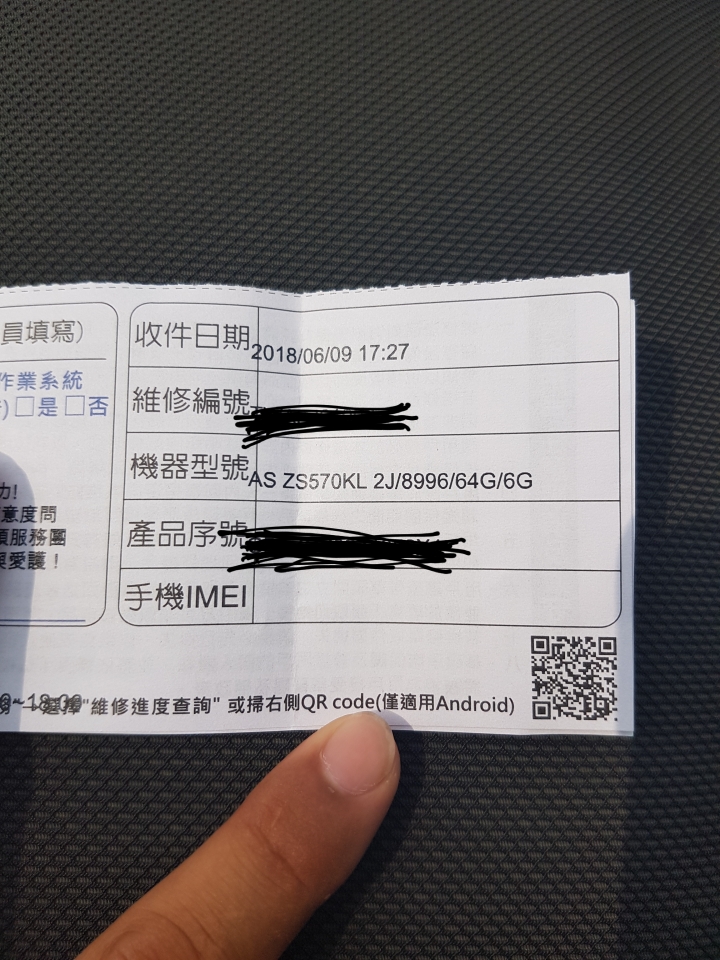 員填寫)
作業系統
)□是 □否
力!
意度問
項服務團
與愛護!
收件日期 2018/06/09 17:27
維修編號
機器型號 AS ZS570KL 2J/8996/64G/6G
產品序號
手機IMEI
"維修進度查詢" 或掃右側QR code(僅適用Android)